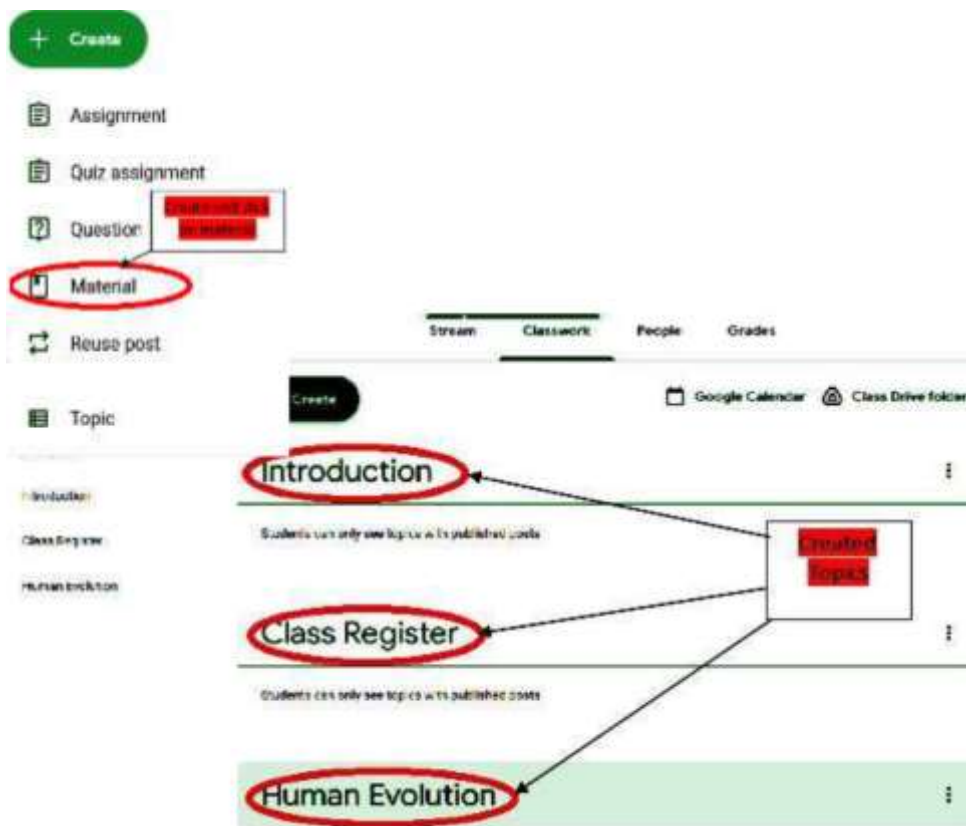 Create
Assignment
Quiz assignment
Question
Material
Reuse post
Topic
Stream
Classwork
People
Grades
Create
Google Calendar
Class Drive folder
Introduction
Class Register
Human Evolution
Introduction
Students can only see topics with published posts
Class Register
Students can only see topics with published posts
Human Evolution
Created
Topics